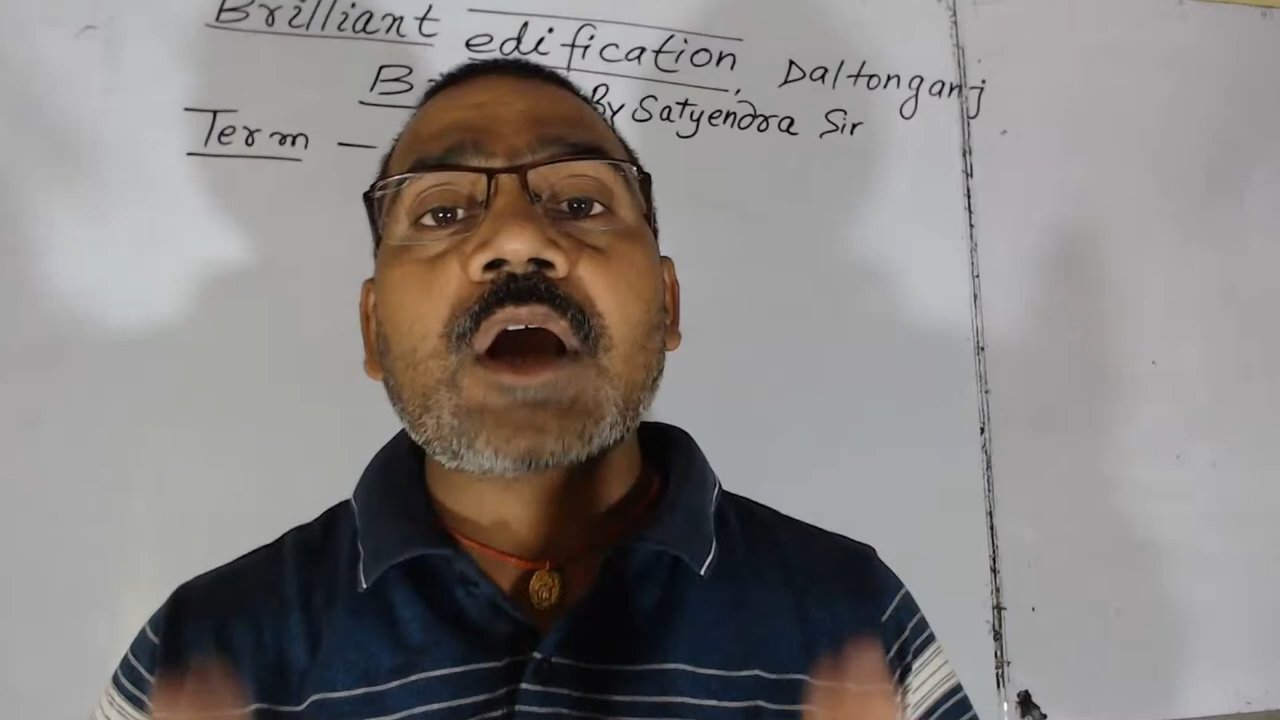 Brilliant edification
Daltonganj
By Satyendra Sir
Term —